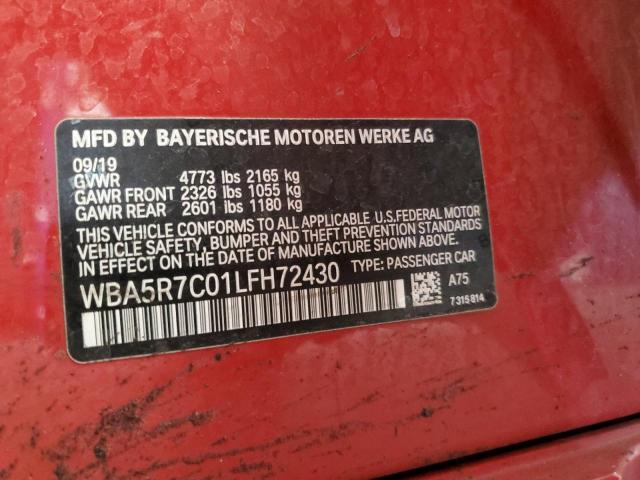 MFD BY BAYERISCHE MOTOREN WERKE AG
09/19
GVWR 4773 lbs 2165 kg
GAWR FRONT 2326 lbs 1055 kg
GAWR REAR 2601 lbs 1180 kg
THIS VEHICLE CONFORMS TO ALL APPLICABLE U.S.FEDERAL MOTOR
VEHICLE SAFETY, BUMPER AND THEFT PREVENTION STANDARDS
IN EFFECT ON THE DATE OF MANUFACTURE SHOWN ABOVE.
WBA5R7C01LFH72430 TYPE: PASSENGER CAR
A75
7315814